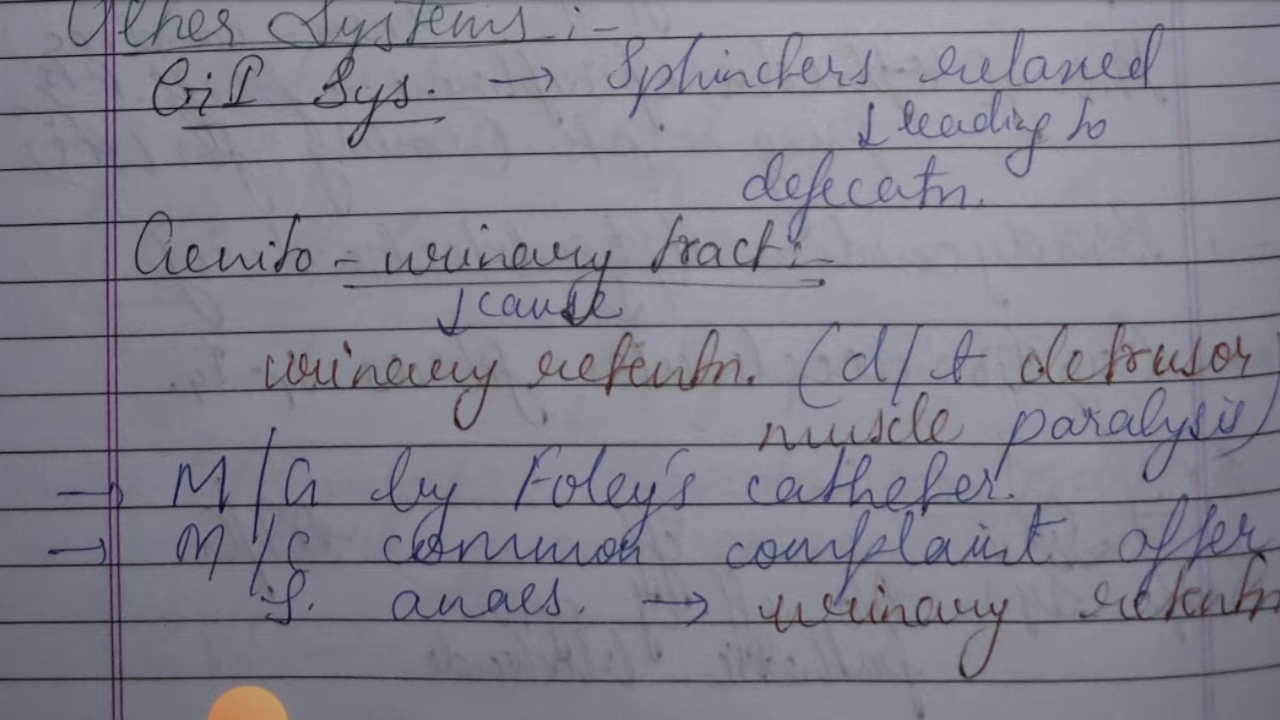 Other Systems :-
GIT Sys. → Sphincters relaxed
↓ leading to
defecatn.
Genito - urinary tract :-
↓ cause
urinary retentn. (d/t detrusor
muscle paralysis)
→ M/G by Foley's catheter.
→ M/C common complaint after
S. anaes. → urinary retentn